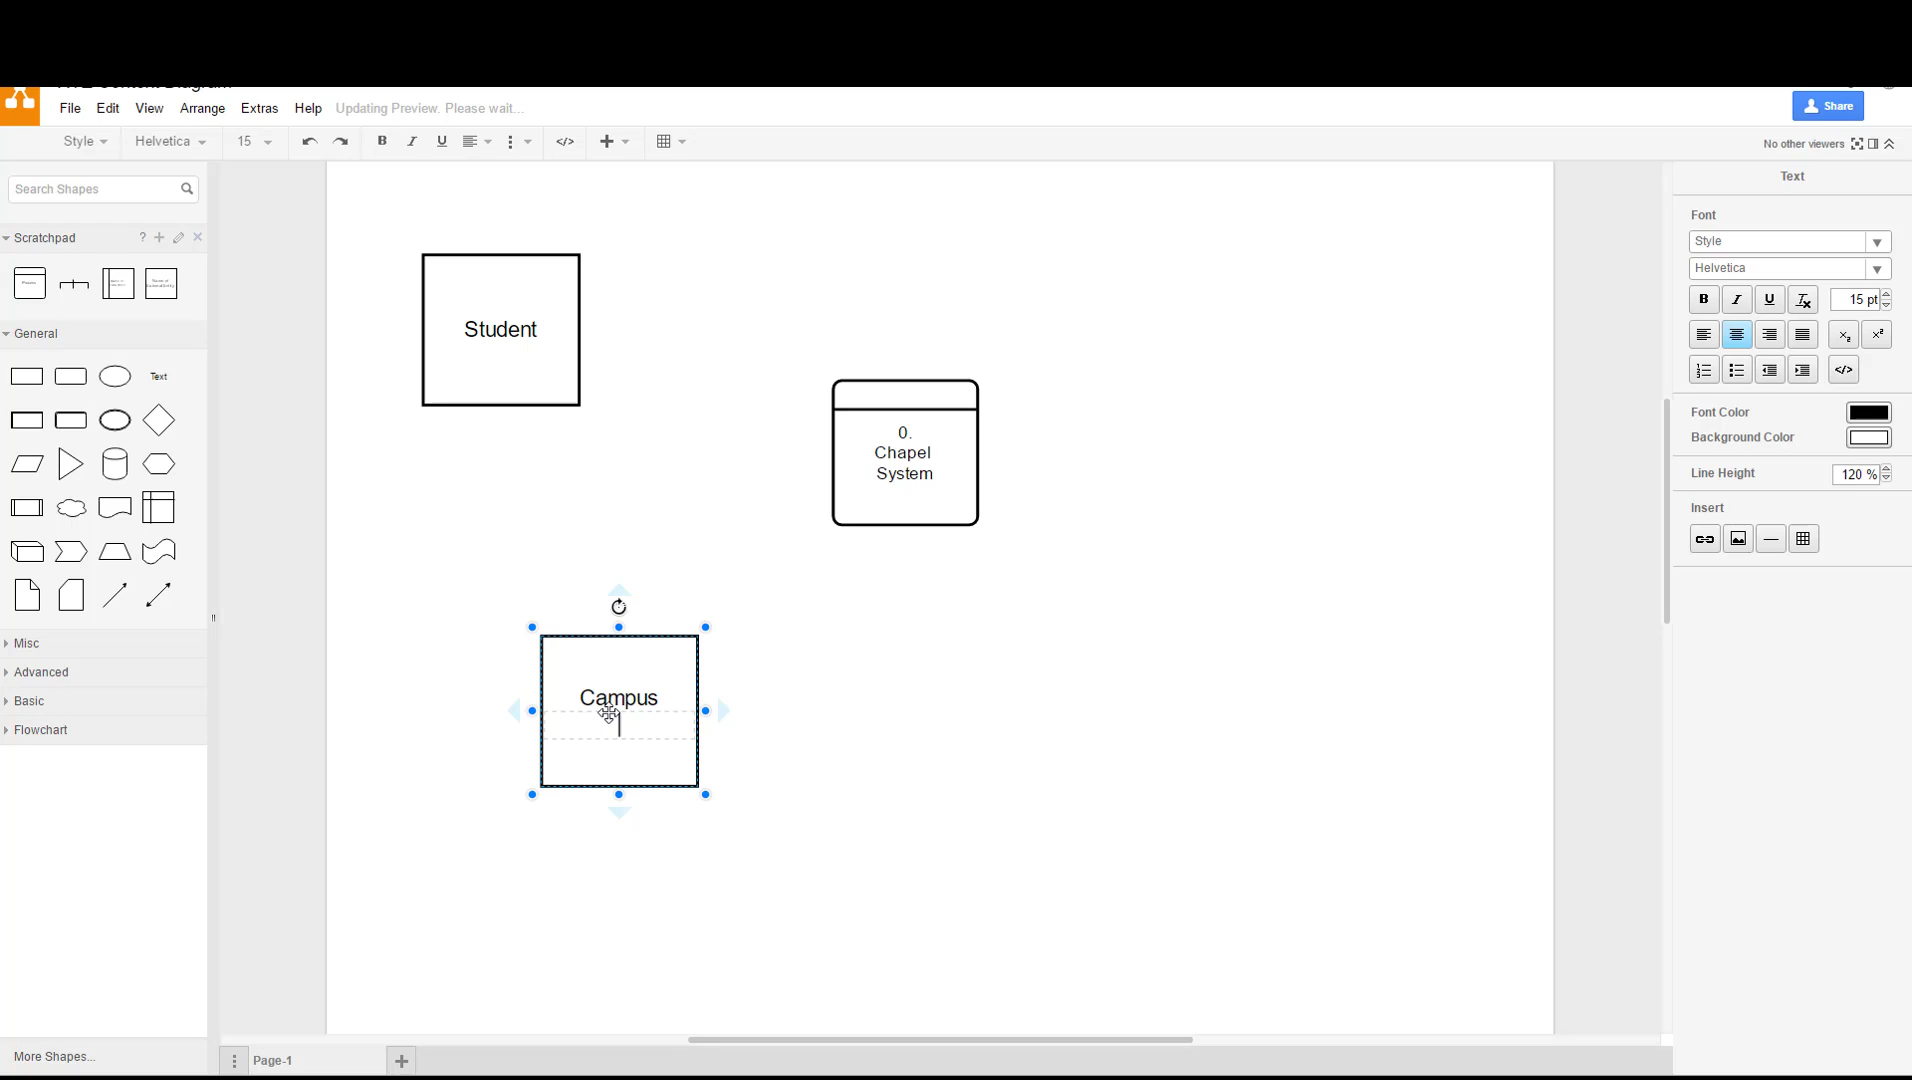 File Edit View Arrange Extras Help Updating Preview. Please wait...
Share
Style Helvetica 15 B I U </>
No other viewers
Search Shapes
Scratchpad ?
General
Text
Misc
Advanced
Basic
Flowchart
More Shapes...
Student
0.
Chapel
System
Campus
Page-1
Text
Font
Style
Helvetica
B I U T 15 pt
x₂ x²
</>
Font Color
Background Color
Line Height 120 %
Insert